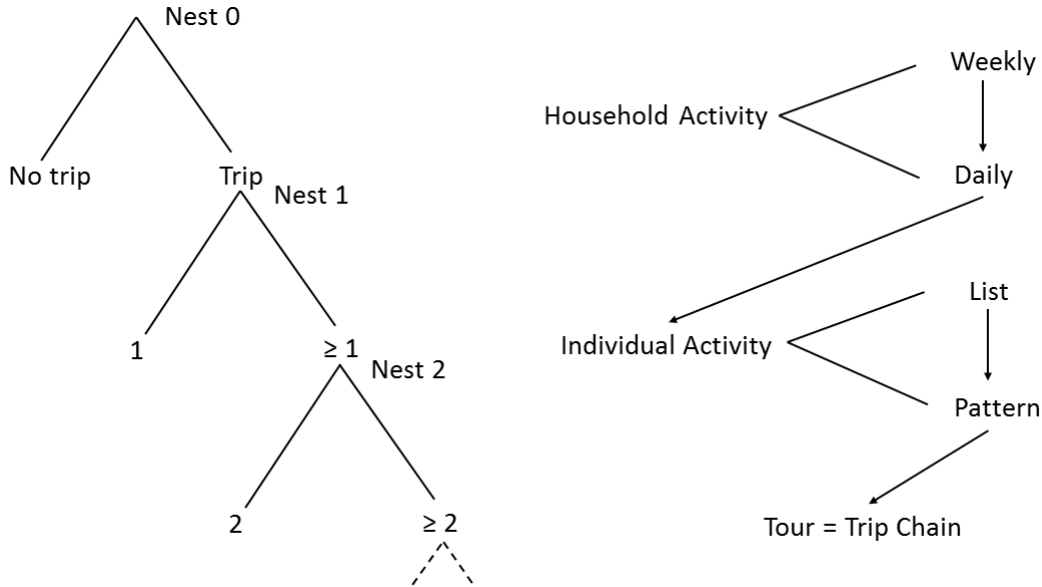 Nest 0
No trip
Trip
Nest 1
1
≥ 1
Nest 2
2
≥ 2
Weekly
Household Activity
Daily
List
Individual Activity
Pattern
Tour = Trip Chain